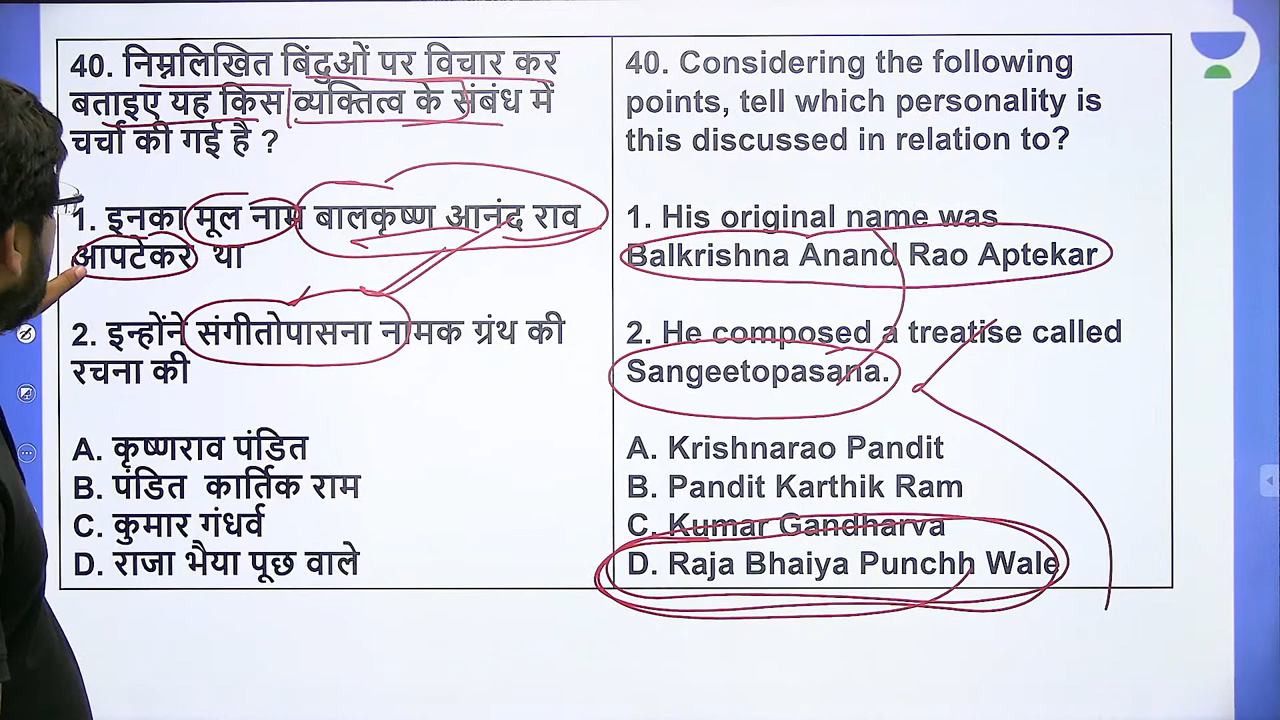 40. निम्नलिखित बिंदुओं पर विचार कर
बताइए यह किस व्यक्तित्व के संबंध में
चर्चा की गई है ?
1. इनका मूल नाम बालकृष्ण आनंद राव
आपटेकर था
2. इन्होंने संगीतोपासना नामक ग्रंथ की
रचना की
A. कृष्णराव पंडित
B. पंडित कार्तिक राम
C. कुमार गंधर्व
D. राजा भैया पूछ वाले
40. Considering the following
points, tell which personality is
this discussed in relation to?
1. His original name was
Balkrishna Anand Rao Aptekar
2. He composed a treatise called
Sangeetopasana.
A. Krishnarao Pandit
B. Pandit Karthik Ram
C. Kumar Gandharva
D. Raja Bhaiya Punchh Wale